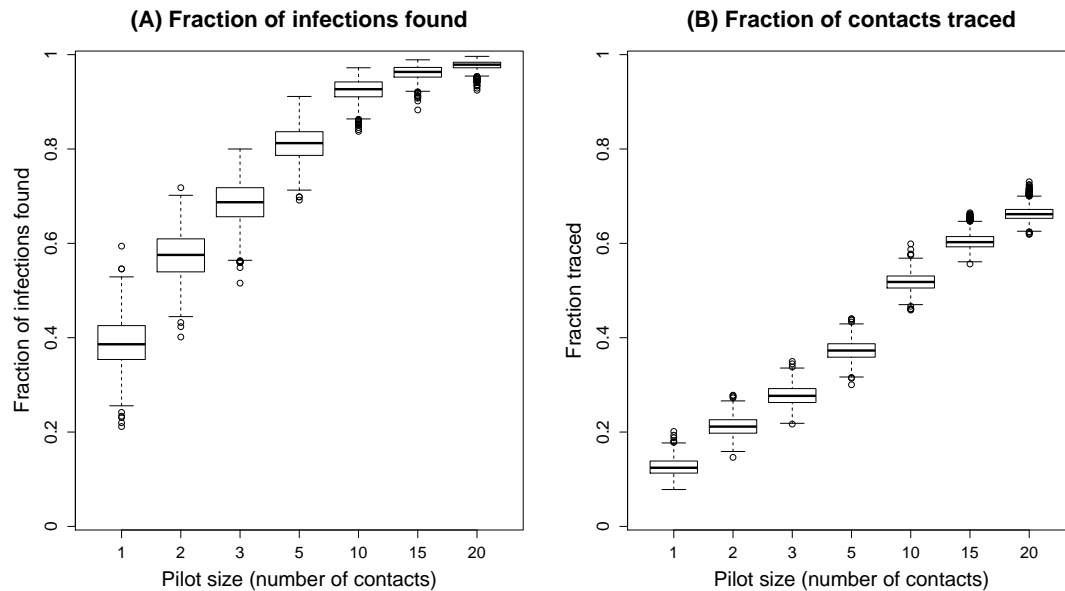 (A) Fraction of infections found
Fraction of infections found
1
0.8
0.6
0.4
0.2
0
1 2 3 5 10 15 20
Pilot size (number of contacts)
(B) Fraction of contacts traced
Fraction traced
1
0.8
0.6
0.4
0.2
0
1 2 3 5 10 15 20
Pilot size (number of contacts)